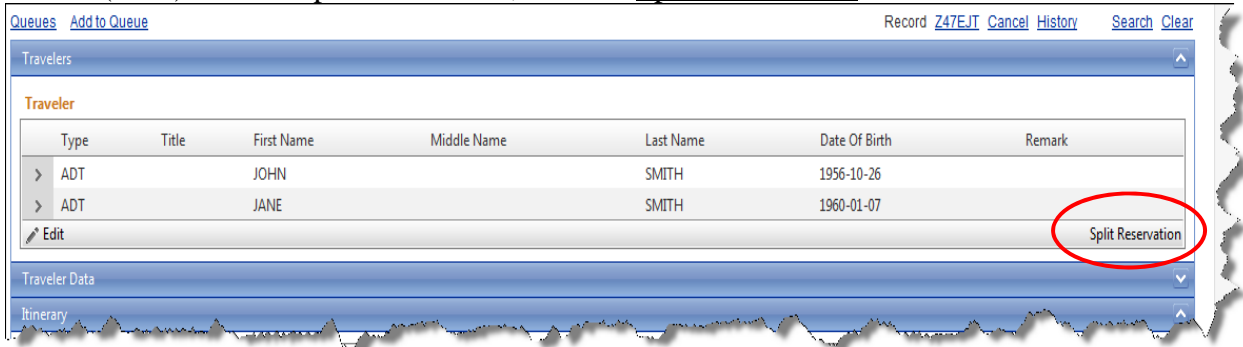 Queues Add to Queue Record Z47EJT Cancel History Search Clear
Travelers
Traveler
Type Title First Name Middle Name Last Name Date Of Birth Remark
ADT JOHN SMITH 1956-10-26
ADT JANE SMITH 1960-01-07
Edit Split Reservation
Traveler Data
Itinerary